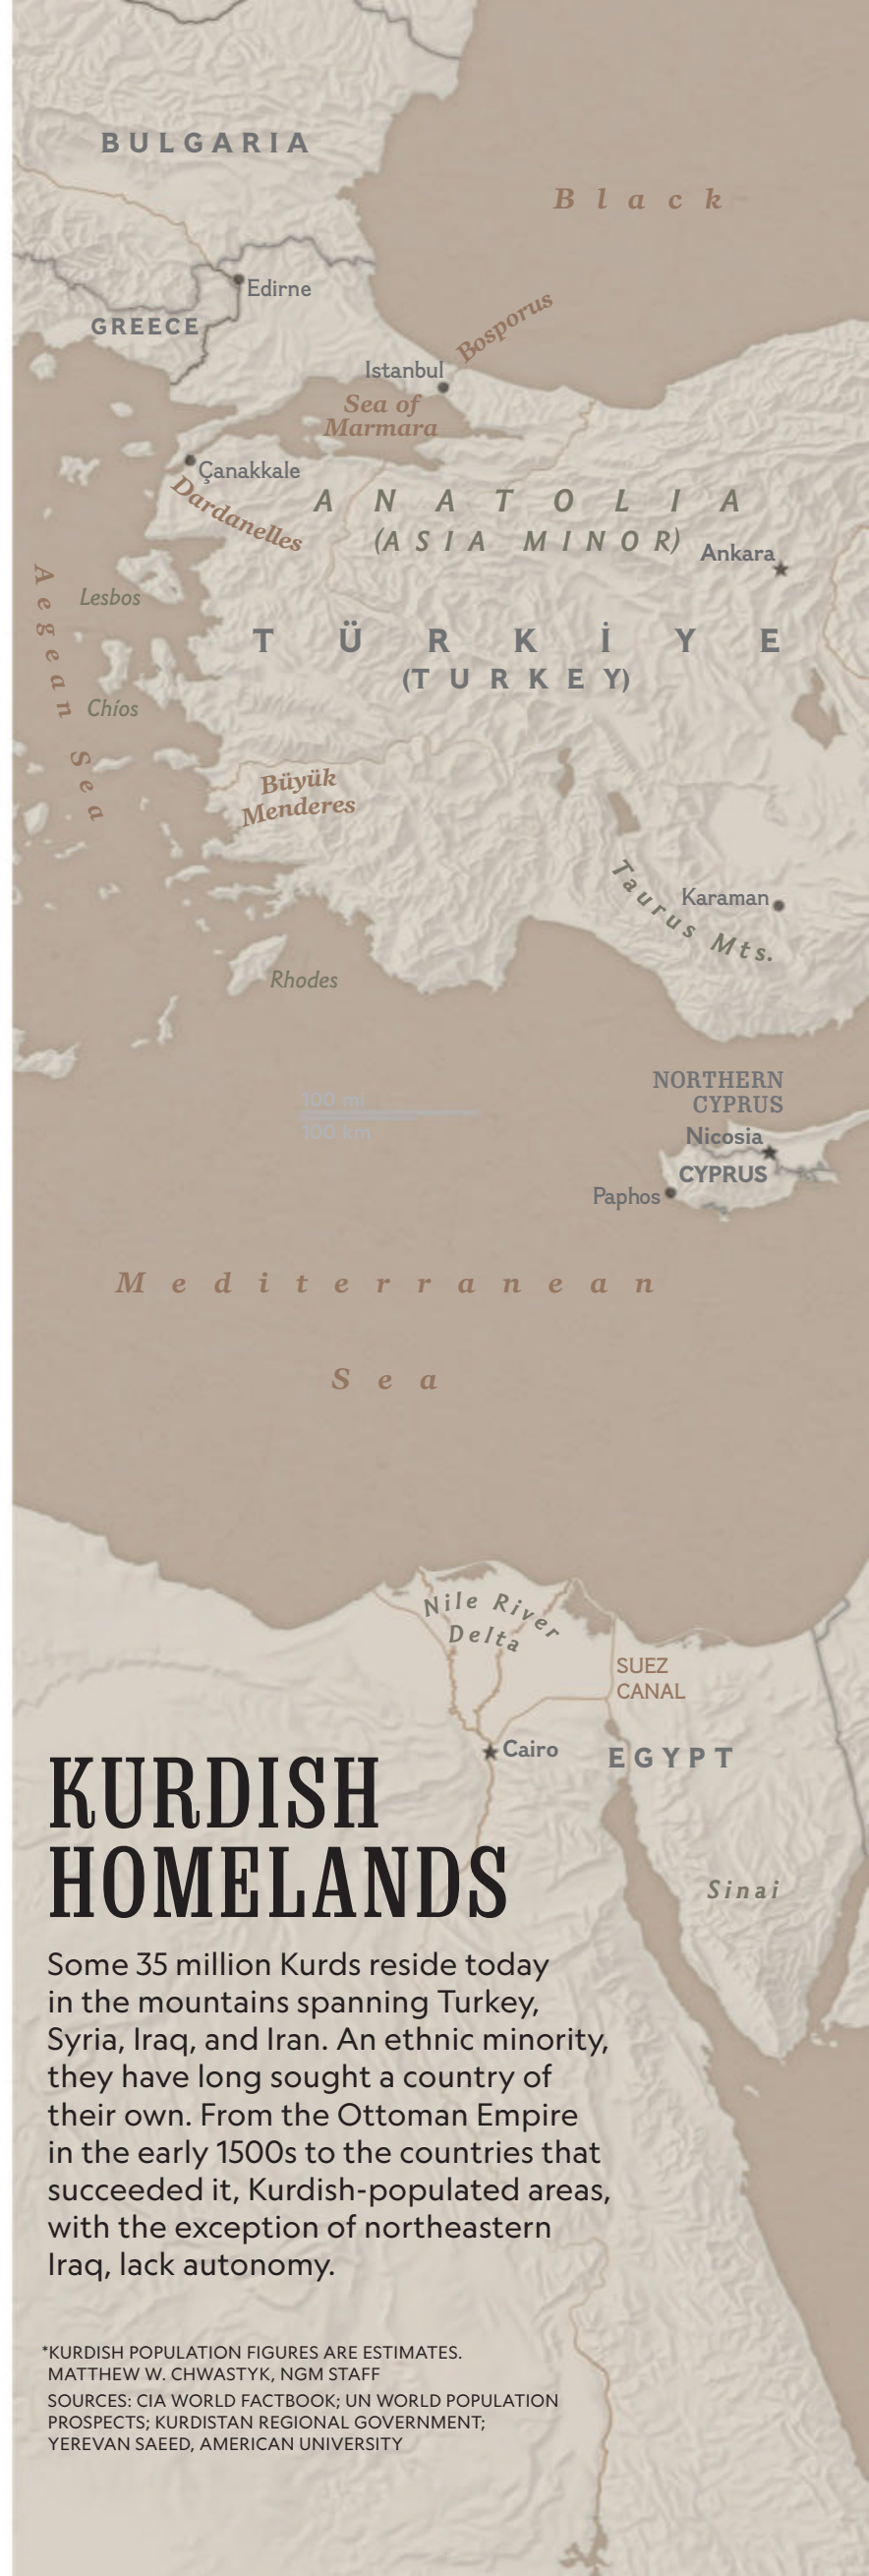 BULGARIA
Black
Edirne
GREECE
Bosporus
Istanbul
Sea of
Marmara
Çanakkale
Dardanelles
ANATOLIA
(ASIA MINOR)
Ankara
Aegean Sea
Lesbos
TÜRKİYE
(TURKEY)
Chíos
Büyük
Menderes
Taurus Mts.
Karaman
Rhodes
NORTHERN
CYPRUS
100 mi
100 km
Nicosia
CYPRUS
Paphos
Mediterranean
Sea
Nile River
Delta
SUEZ
CANAL
Cairo
EGYPT
Sinai
KURDISH
HOMELANDS
Some 35 million Kurds reside today
in the mountains spanning Turkey,
Syria, Iraq, and Iran. An ethnic minority,
they have long sought a country of
their own. From the Ottoman Empire
in the early 1500s to the countries that
succeeded it, Kurdish-populated areas,
with the exception of northeastern
Iraq, lack autonomy.
*KURDISH POPULATION FIGURES ARE ESTIMATES.
MATTHEW W. CHWASTYK, NGM STAFF
SOURCES: CIA WORLD FACTBOOK; UN WORLD POPULATION
PROSPECTS; KURDISTAN REGIONAL GOVERNMENT;
YEREVAN SAEED, AMERICAN UNIVERSITY